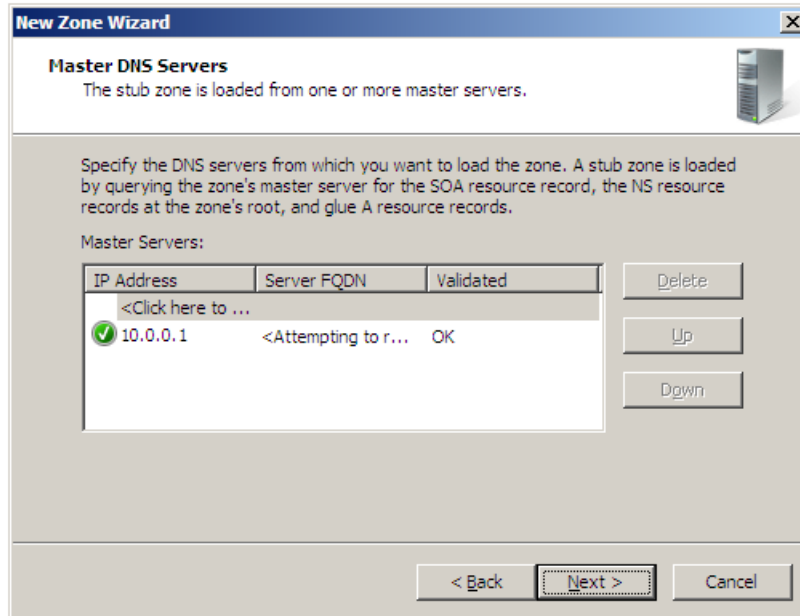 New Zone Wizard
Master DNS Servers
The stub zone is loaded from one or more master servers.
Specify the DNS servers from which you want to load the zone. A stub zone is loaded
by querying the zone's master server for the SOA resource record, the NS resource
records at the zone's root, and glue A resource records.
Master Servers:
IP Address Server FQDN Validated
<Click here to ...
10.0.0.1 <Attempting to r... OK
Delete
Up
Down
< Back Next > Cancel